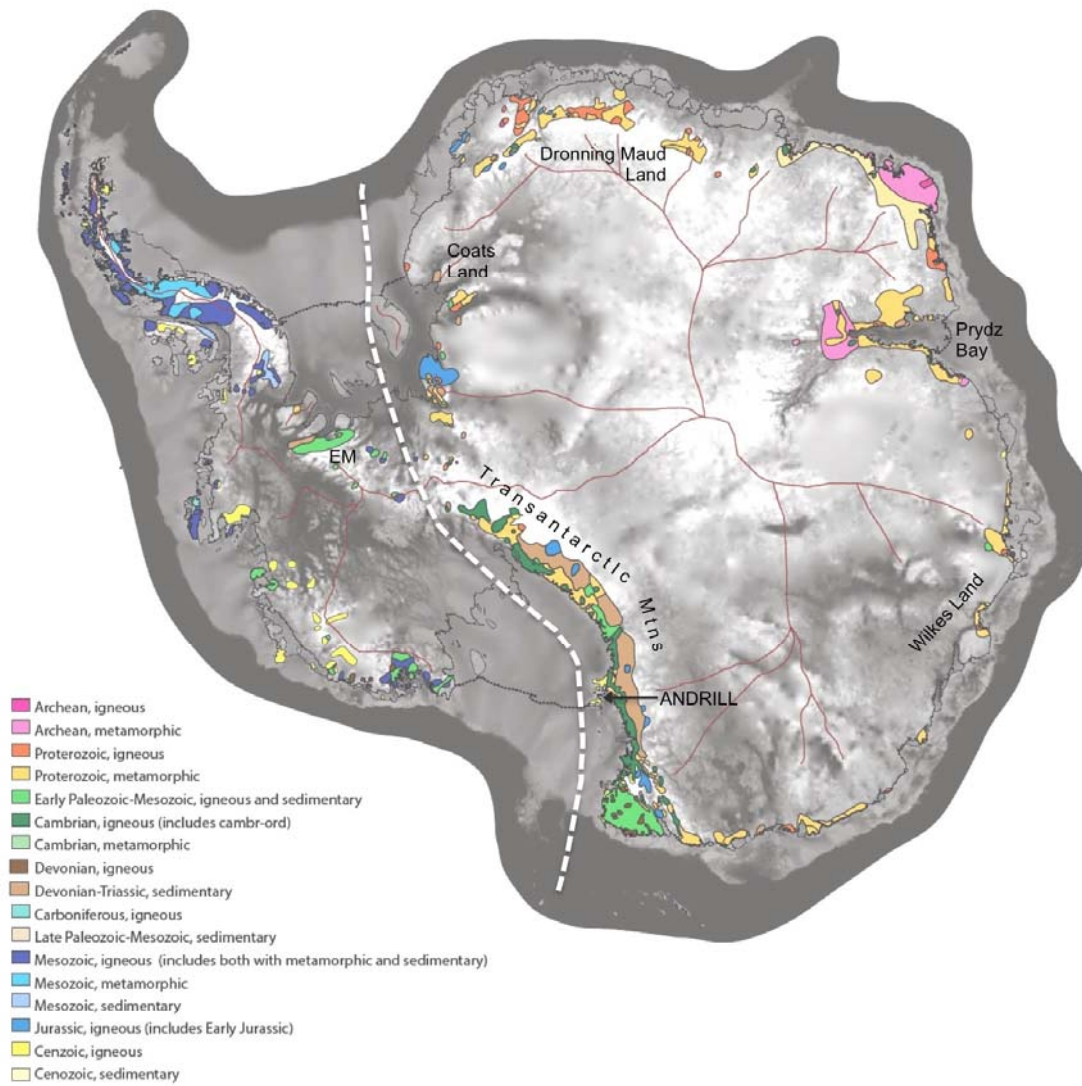 Dronning Maud
Land
Coats
Land
Prydz
Bay
EM
Transantarctic Mtns
Wilkes Land
ANDRILL
Archean, igneous
Archean, metamorphic
Proterozoic, igneous
Proterozoic, metamorphic
Early Paleozoic-Mesozoic, igneous and sedimentary
Cambrian, igneous (includes cambr-ord)
Cambrian, metamorphic
Devonian, igneous
Devonian-Triassic, sedimentary
Carboniferous, igneous
Late Paleozoic-Mesozoic, sedimentary
Mesozoic, igneous (includes both with metamorphic and sedimentary)
Mesozoic, metamorphic
Mesozoic, sedimentary
Jurassic, igneous (includes Early Jurassic)
Cenzoic, igneous
Cenozoic, sedimentary